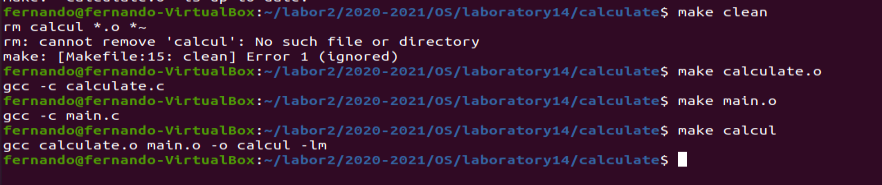 make: 'calculate.o' is up to date.
fernando@fernando-VirtualBox:~/labor2/2020-2021/OS/laboratory14/calculate$ make clean
rm calcul *.o *~
rm: cannot remove 'calcul': No such file or directory
make: [Makefile:15: clean] Error 1 (ignored)
fernando@fernando-VirtualBox:~/labor2/2020-2021/OS/laboratory14/calculate$ make calculate.o
gcc -c calculate.c
fernando@fernando-VirtualBox:~/labor2/2020-2021/OS/laboratory14/calculate$ make main.o
gcc -c main.c
fernando@fernando-VirtualBox:~/labor2/2020-2021/OS/laboratory14/calculate$ make calcul
gcc calculate.o main.o -o calcul -lm
fernando@fernando-VirtualBox:~/labor2/2020-2021/OS/laboratory14/calculate$